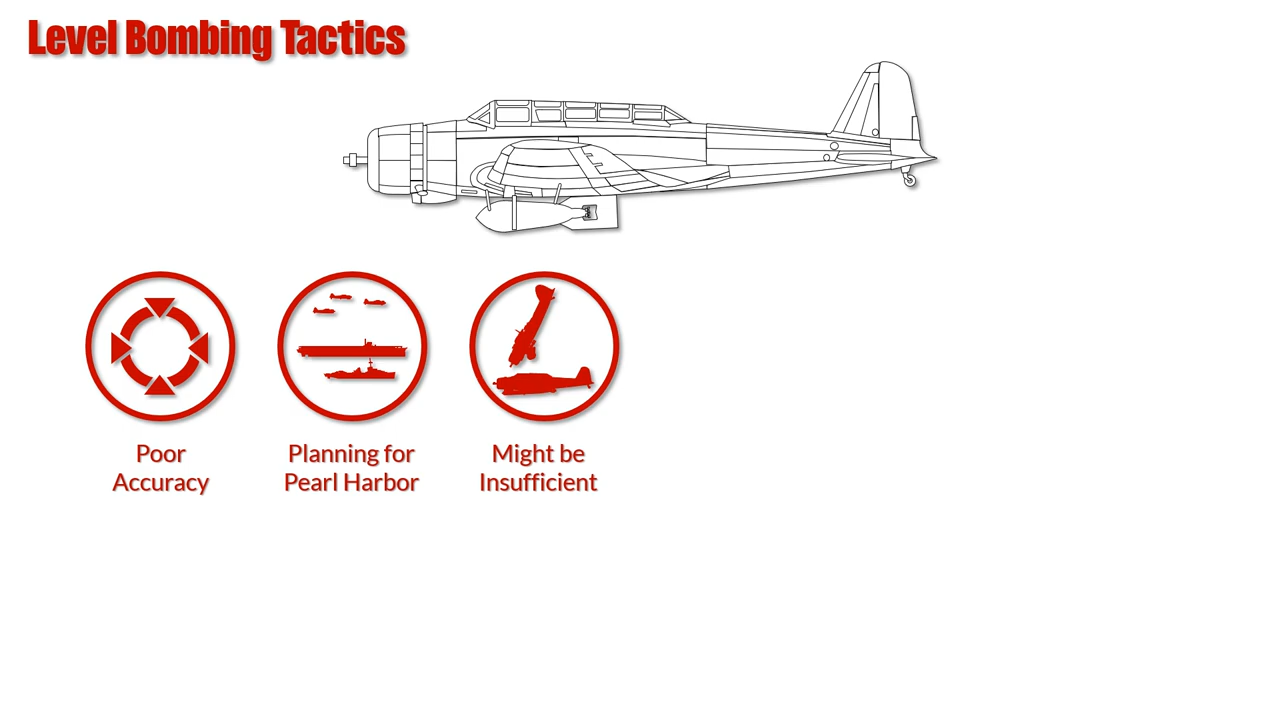 Level Bombing Tactics
Poor
Accuracy
Planning for
Pearl Harbor
Might be
Insufficient